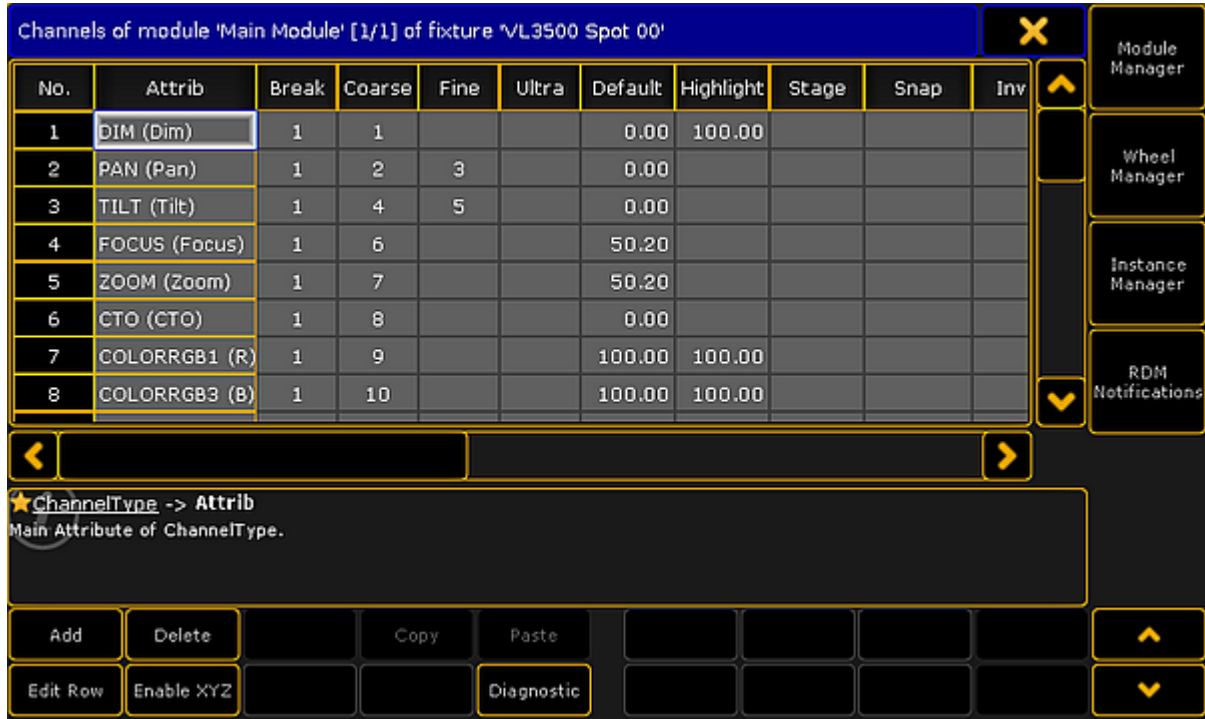 Channels of module 'Main Module' [1/1] of fixture 'VL3500 Spot 00'
Module Manager
No. Attrib Break Coarse Fine Ultra Default Highlight Stage Snap Inv
1 DIM (Dim) 1 1 0.00 100.00
2 PAN (Pan) 1 2 3 0.00
Wheel Manager
3 TILT (Tilt) 1 4 5 0.00
4 FOCUS (Focus) 1 6 50.20
Instance Manager
5 ZOOM (Zoom) 1 7 50.20
6 CTO (CTO) 1 8 0.00
7 COLORRGB1 (R) 1 9 100.00 100.00
RDM Notifications
8 COLORRGB3 (B) 1 10 100.00 100.00
ChannelType -> Attrib
Main Attribute of ChannelType.
Add Delete Copy Paste
Edit Row Enable XYZ Diagnostic